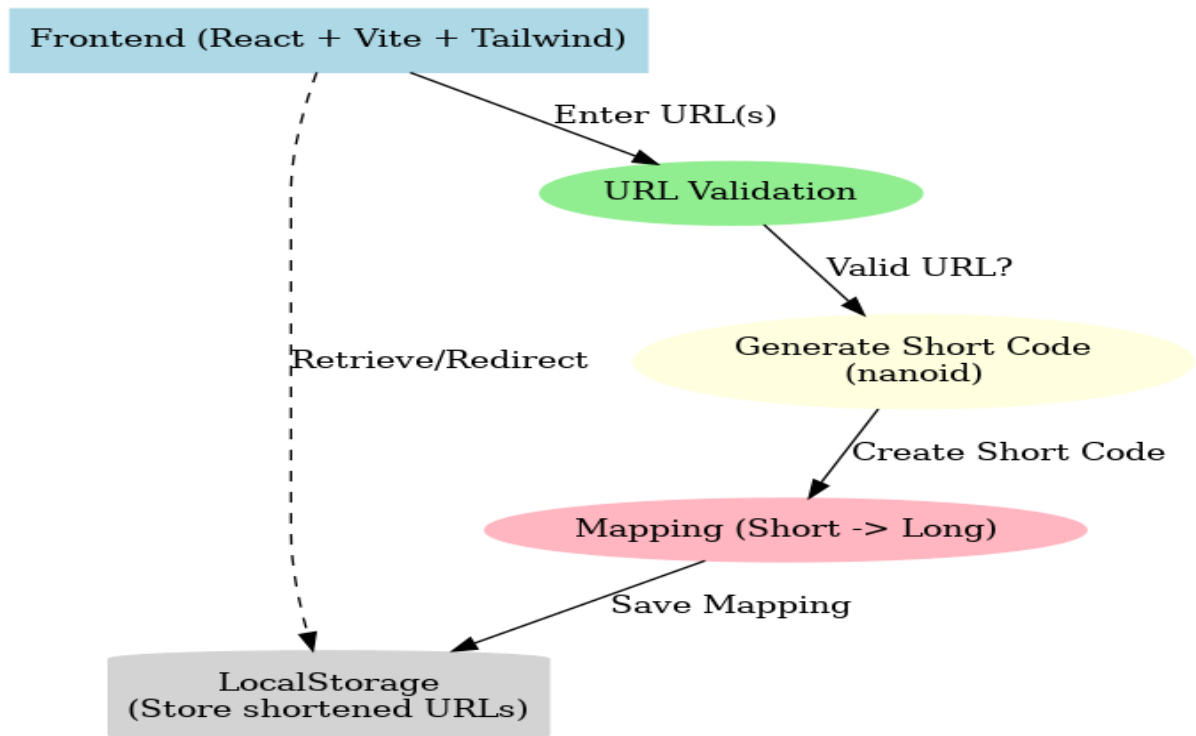 Frontend (React + Vite + Tailwind)
Enter URL(s)
URL Validation
Valid URL?
Generate Short Code
(nanoid)
Retrieve/Redirect
Create Short Code
Mapping (Short -> Long)
Save Mapping
LocalStorage
(Store shortened URLs)